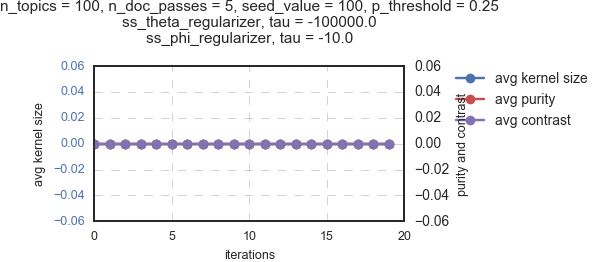 n_topics = 100, n_doc_passes = 5, seed_value = 100, p_threshold = 0.25
ss_theta_regularizer, tau = -100000.0
ss_phi_regularizer, tau = -10.0
0.06
0.04
0.02
0.00
−0.02
−0.04
−0.06
avg kernel size
0.06
0.04
0.02
0.00
−0.02
−0.04
−0.06
purity and contrast
avg kernel size
avg purity
avg contrast
0
5
10
15
20
iterations